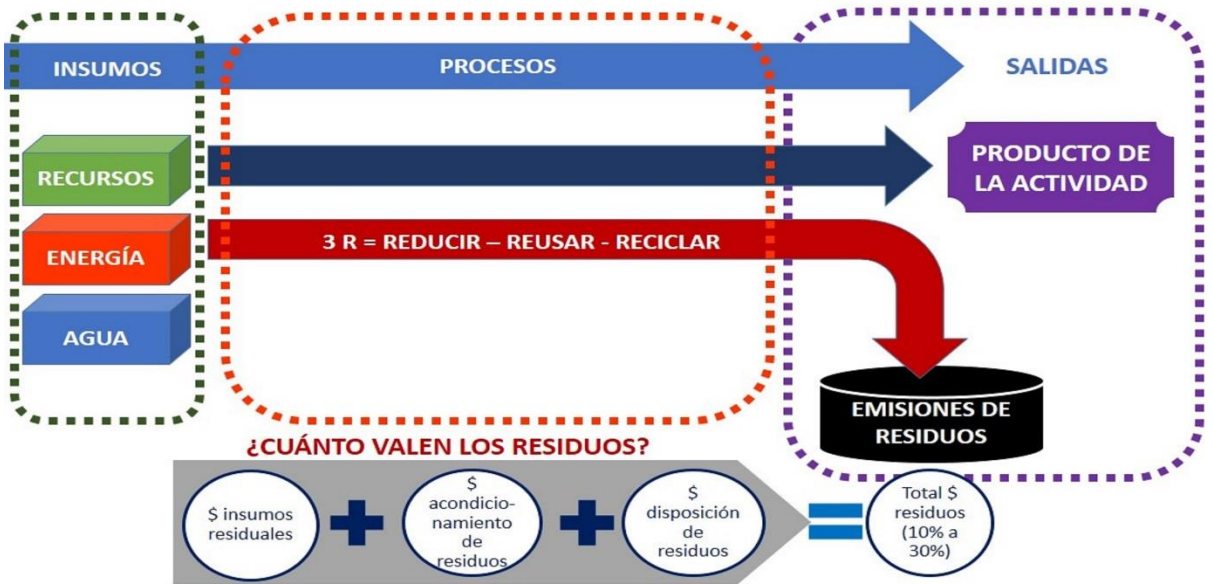 INSUMOS
PROCESOS
SALIDAS
RECURSOS
PRODUCTO DE
LA ACTIVIDAD
ENERGÍA
3 R = REDUCIR – REUSAR - RECICLAR
AGUA
EMISIONES DE
RESIDUOS
¿CUÁNTO VALEN LOS RESIDUOS?
$ insumos
residuales
$
acondicio-
namiento
de
residuos
$
disposición
de
residuos
Total $
residuos
(10% a
30%)